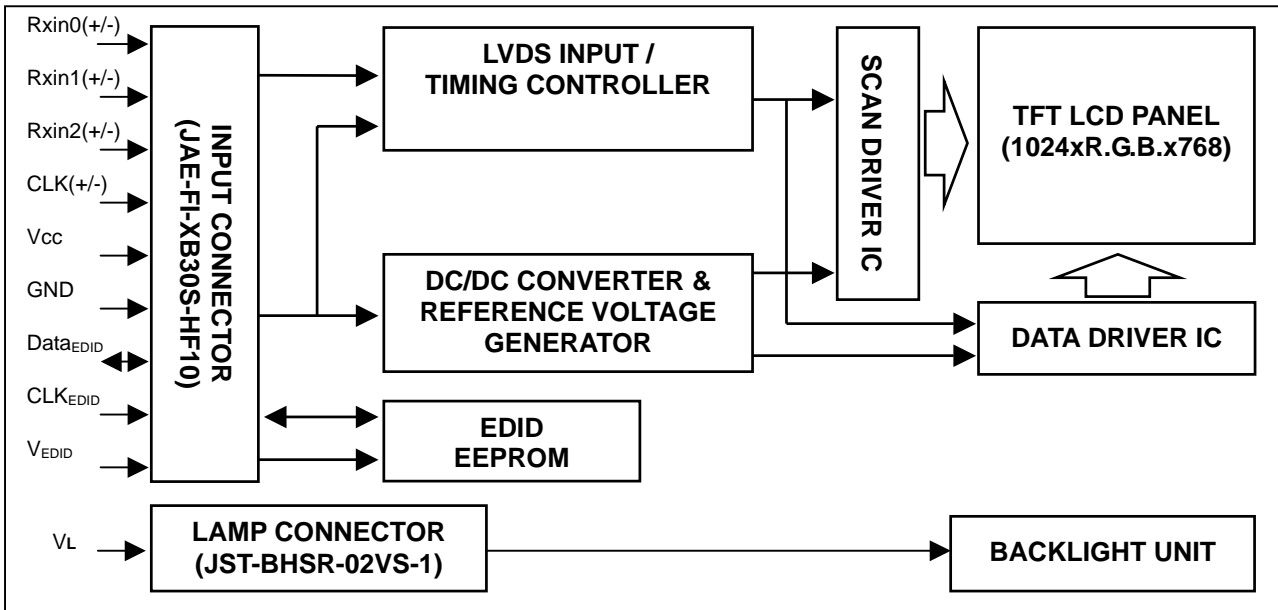 Rxin0(+/-)
Rxin1(+/-)
Rxin2(+/-)
CLK(+/-)
Vcc
GND
DataEDID
CLKEDID
VEDID
VL
INPUT CONNECTOR
(JAE-FI-XB30S-HF10)
LVDS INPUT /
TIMING CONTROLLER
DC/DC CONVERTER &
REFERENCE VOLTAGE
GENERATOR
EDID
EEPROM
LAMP CONNECTOR
(JST-BHSR-02VS-1)
SCAN DRIVER IC
TFT LCD PANEL
(1024xR.G.B.x768)
DATA DRIVER IC
BACKLIGHT UNIT